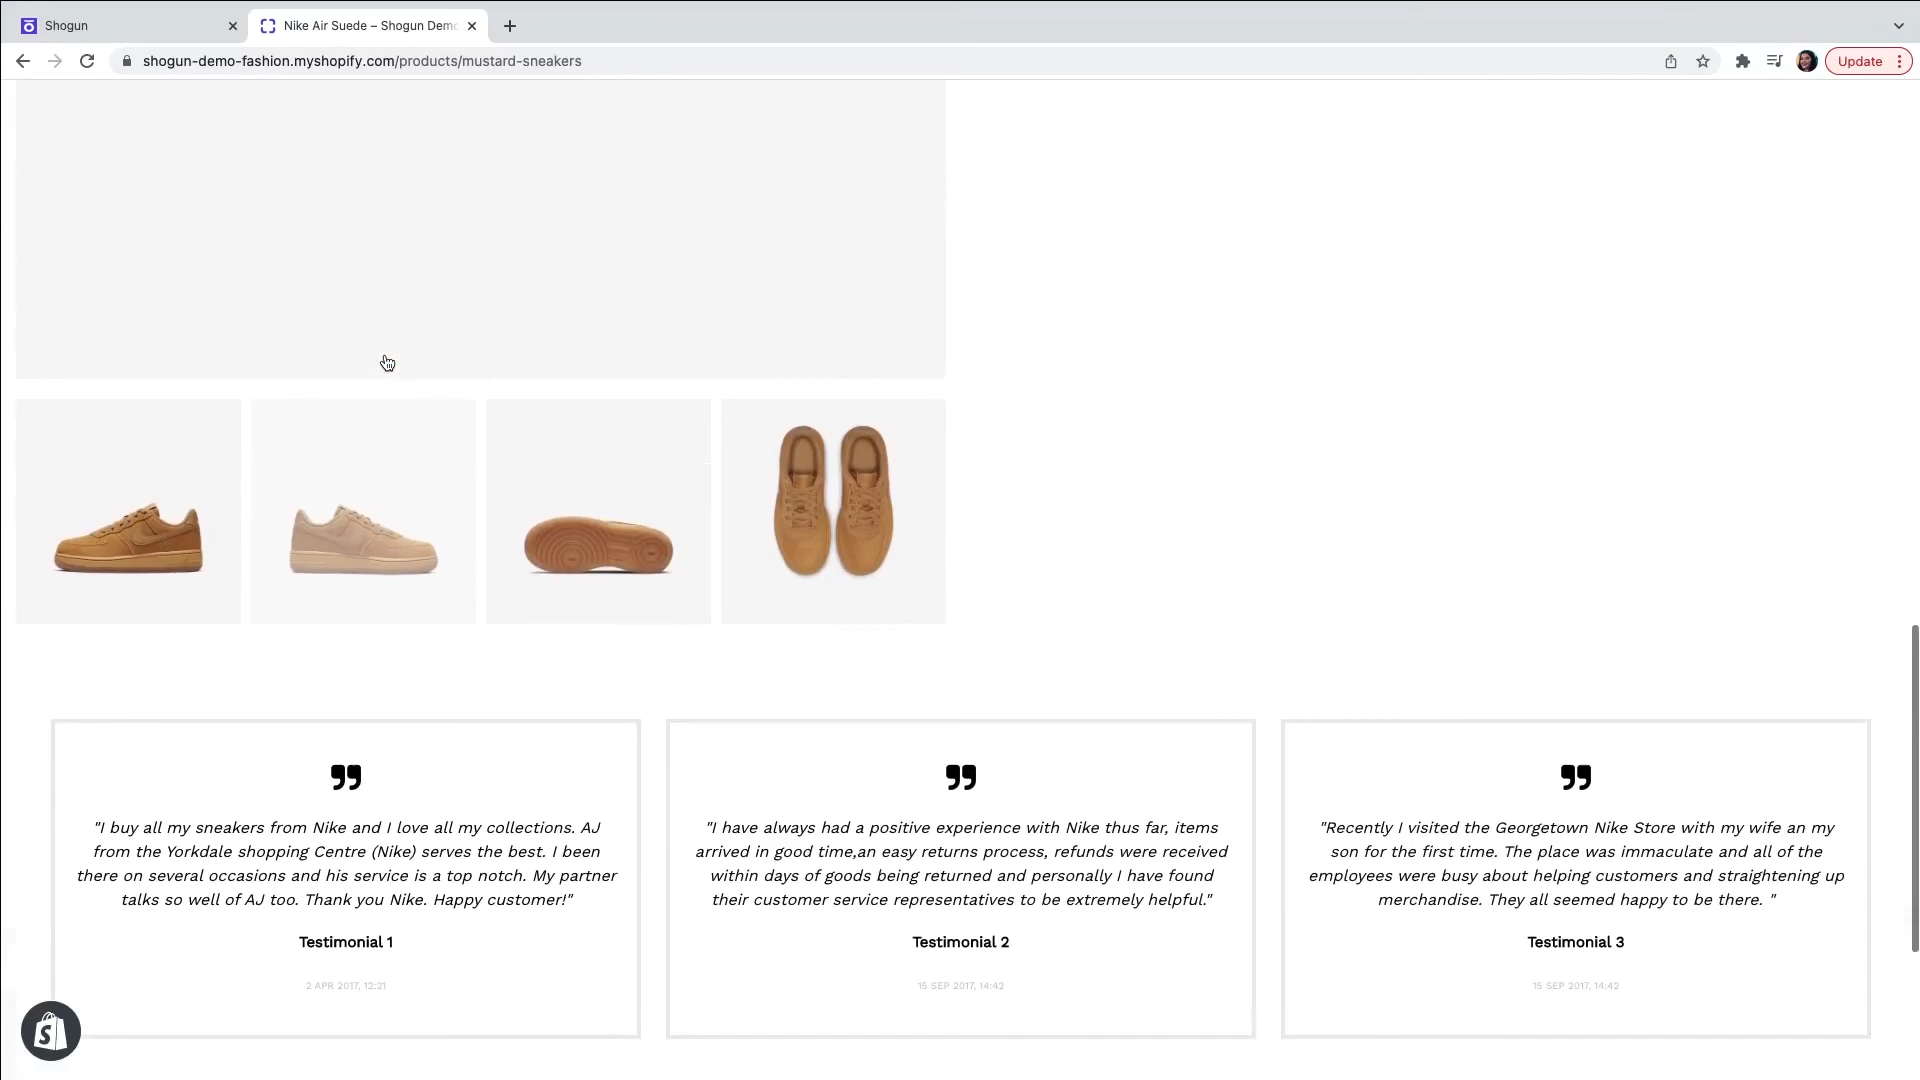 Shogun
Nike Air Suede – Shogun Dem
shogun-demo-fashion.myshopify.com/products/mustard-sneakers
Update
"I buy all my sneakers from Nike and I love all my collections. AJ
from the Yorkdale shopping Centre (Nike) serves the best. I been
there on several occasions and his service is a top notch. My partner
talks so well of AJ too. Thank you Nike. Happy customer!"
Testimonial 1
2 APR 2017, 12:21
"I have always had a positive experience with Nike thus far, items
arrived in good time,an easy returns process, refunds were received
within days of goods being returned and personally I have found
their customer service representatives to be extremely helpful."
Testimonial 2
15 SEP 2017, 14:42
"Recently I visited the Georgetown Nike Store with my wife an my
son for the first time. The place was immaculate and all of the
employees were busy about helping customers and straightening up
merchandise. They all seemed happy to be there. "
Testimonial 3
15 SEP 2017, 14:42